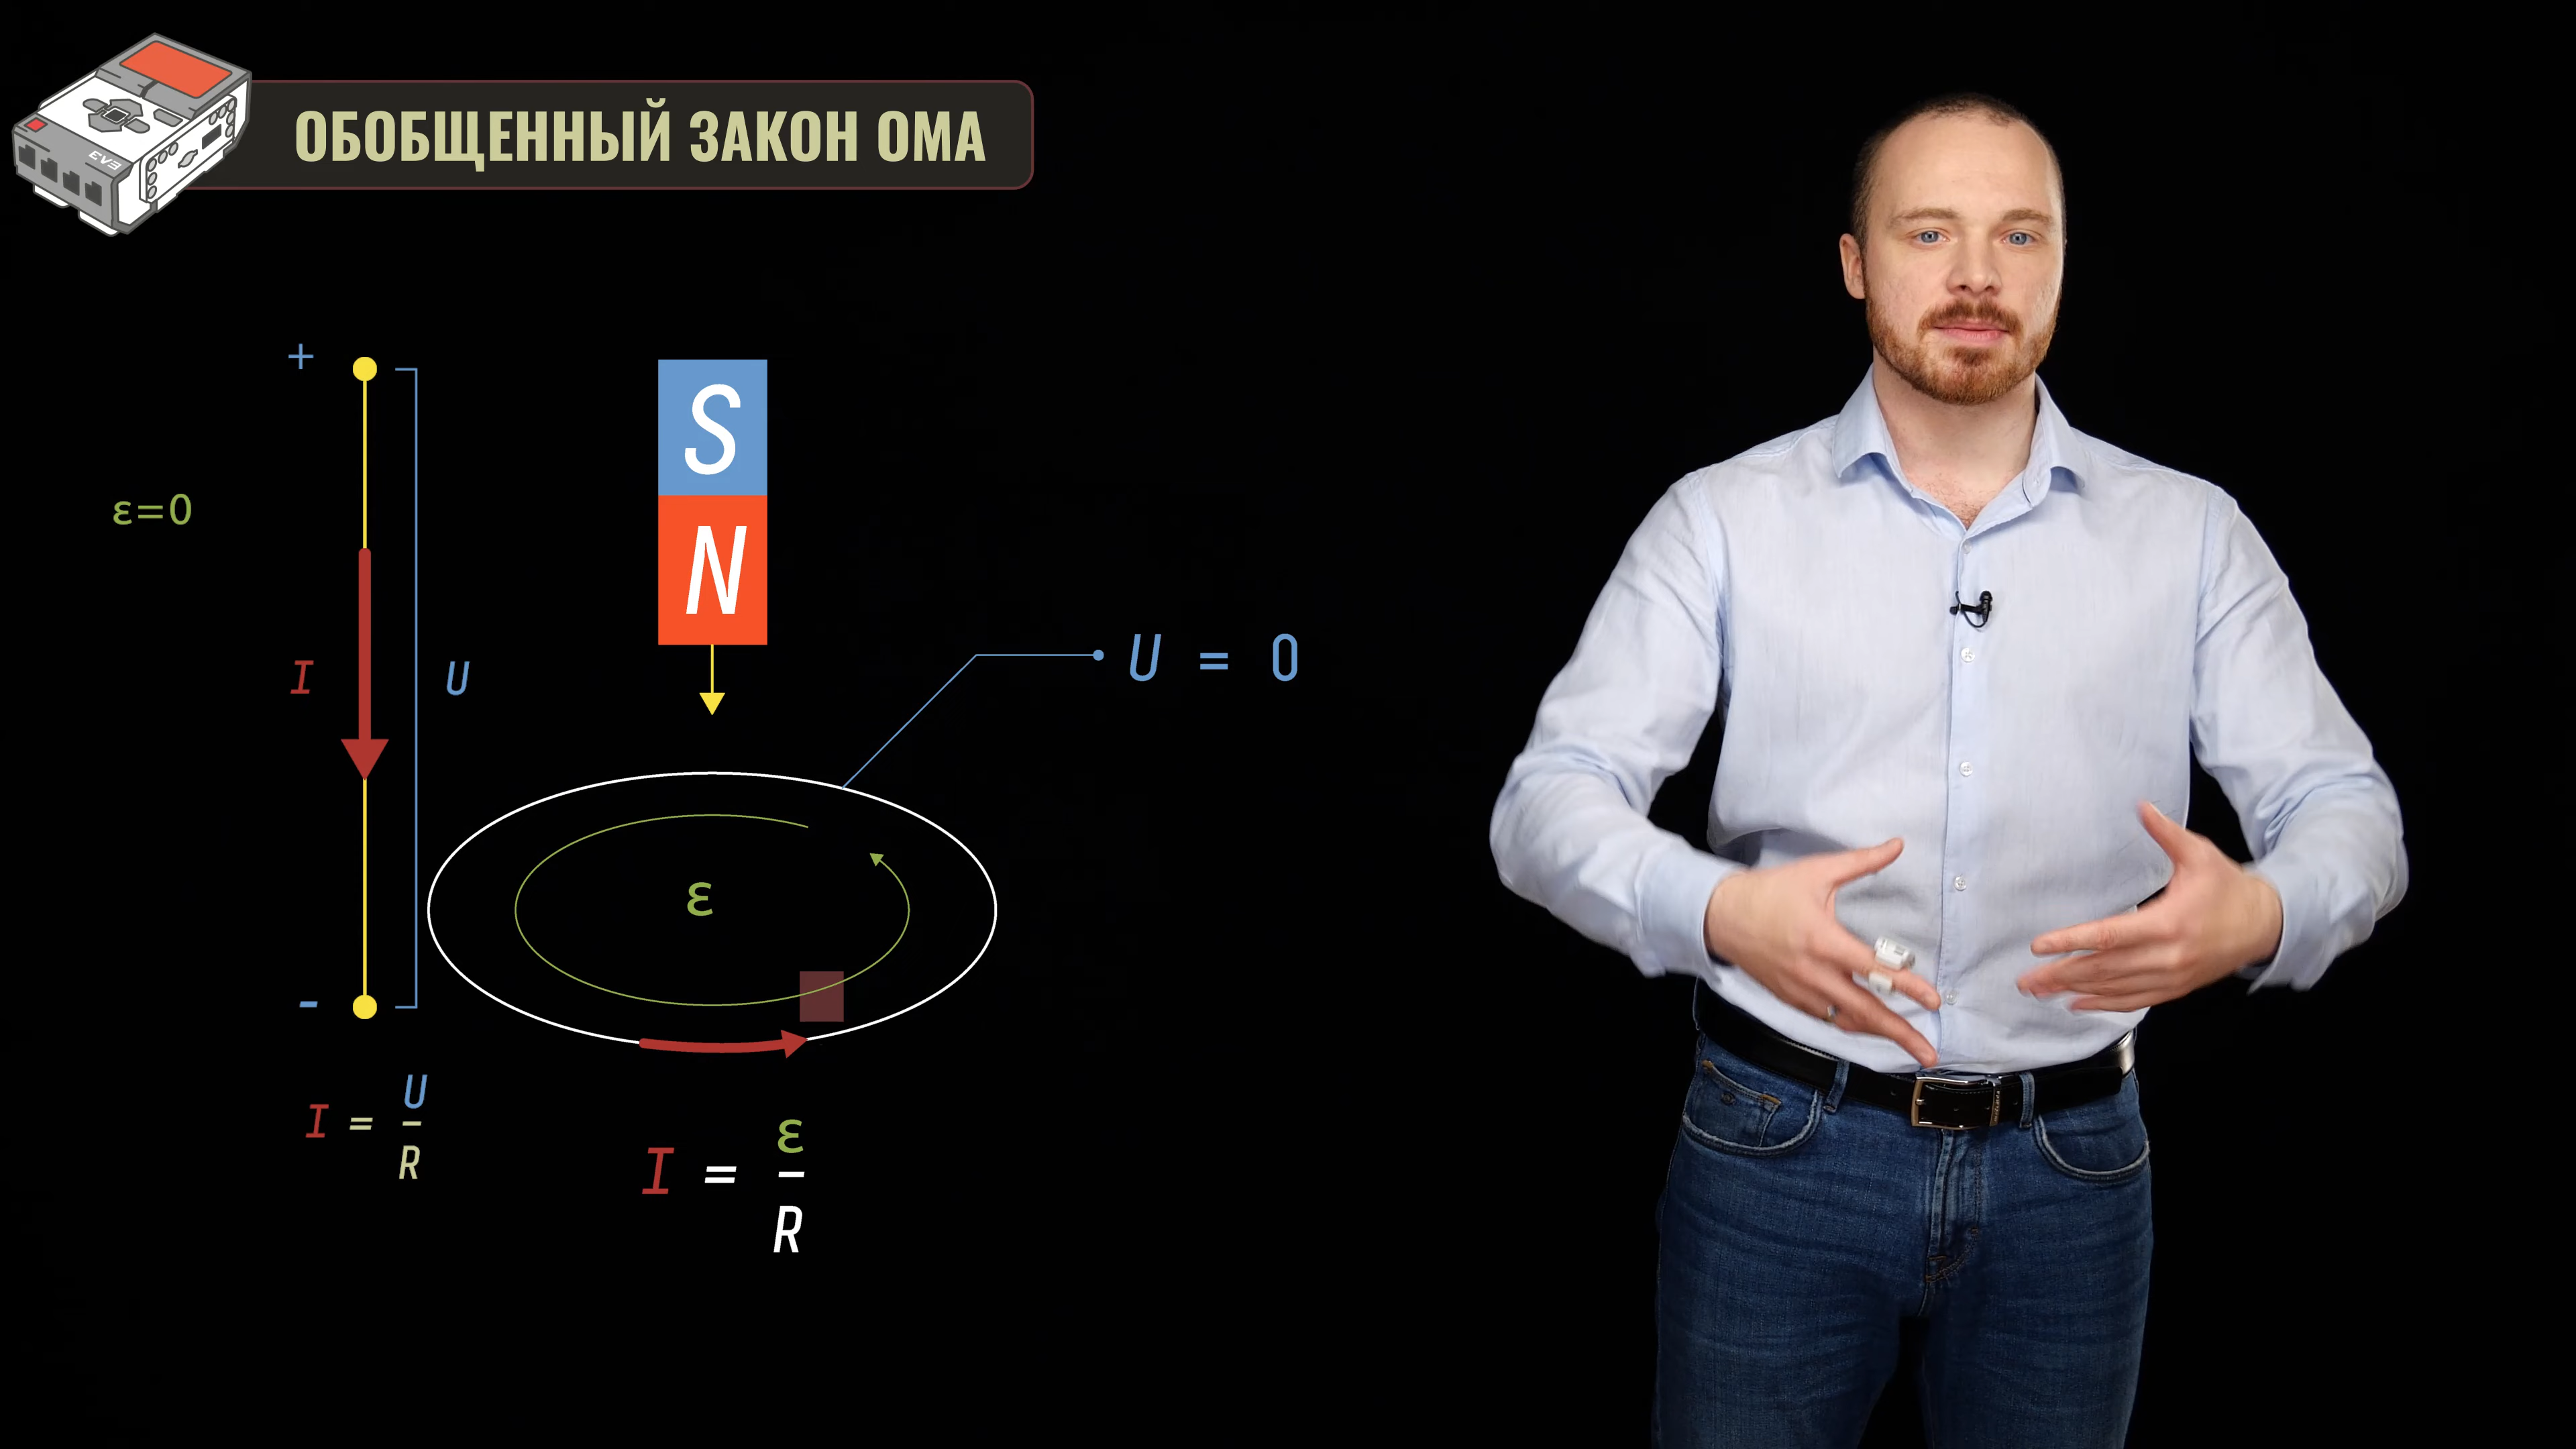 EV3
ОБОБЩЕННЫЙ ЗАКОН ОМА
+
ε=0
I
U
-
I = U/R
S
N
U = 0
ε
I = ε/R